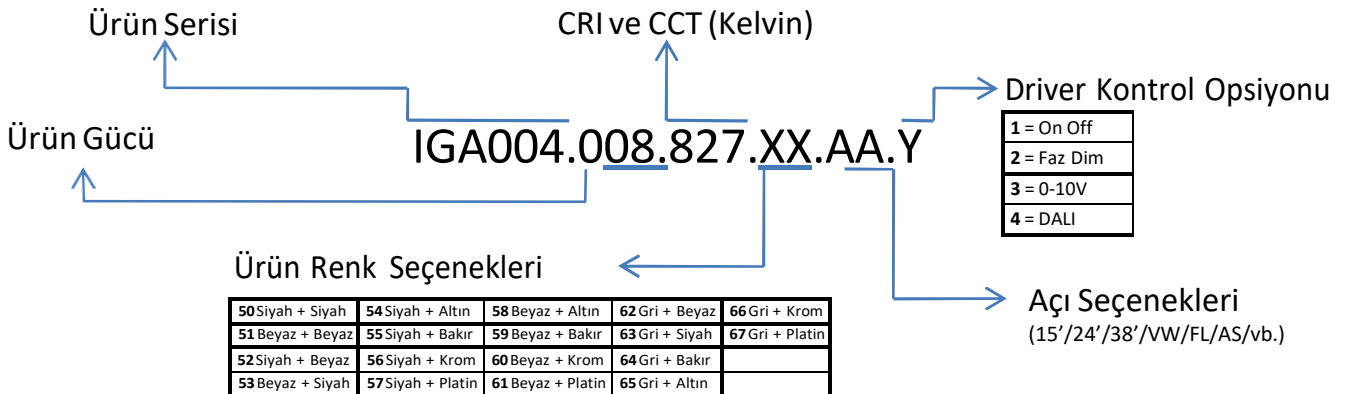 Ürün Serisi
CRI ve CCT (Kelvin)
Driver Kontrol Opsiyonu
1 = On Off
2 = Faz Dim
3 = 0-10V
4 = DALI
Ürün Gücü
IGA004.008.827.XX.AA.Y
Ürün Renk Seçenekleri
50 Siyah + Siyah 54 Siyah + Altın 58 Beyaz + Altın 62 Gri + Beyaz 66 Gri + Krom
51 Beyaz + Beyaz 55 Siyah + Bakır 59 Beyaz + Bakır 63 Gri + Siyah 67 Gri + Platin
52 Siyah + Beyaz 56 Siyah + Krom 60 Beyaz + Krom 64 Gri + Bakır
53 Beyaz + Siyah 57 Siyah + Platin 61 Beyaz + Platin 65 Gri + Altın
Açı Seçenekleri
(15’/24’/38’/VW/FL/AS/vb.)